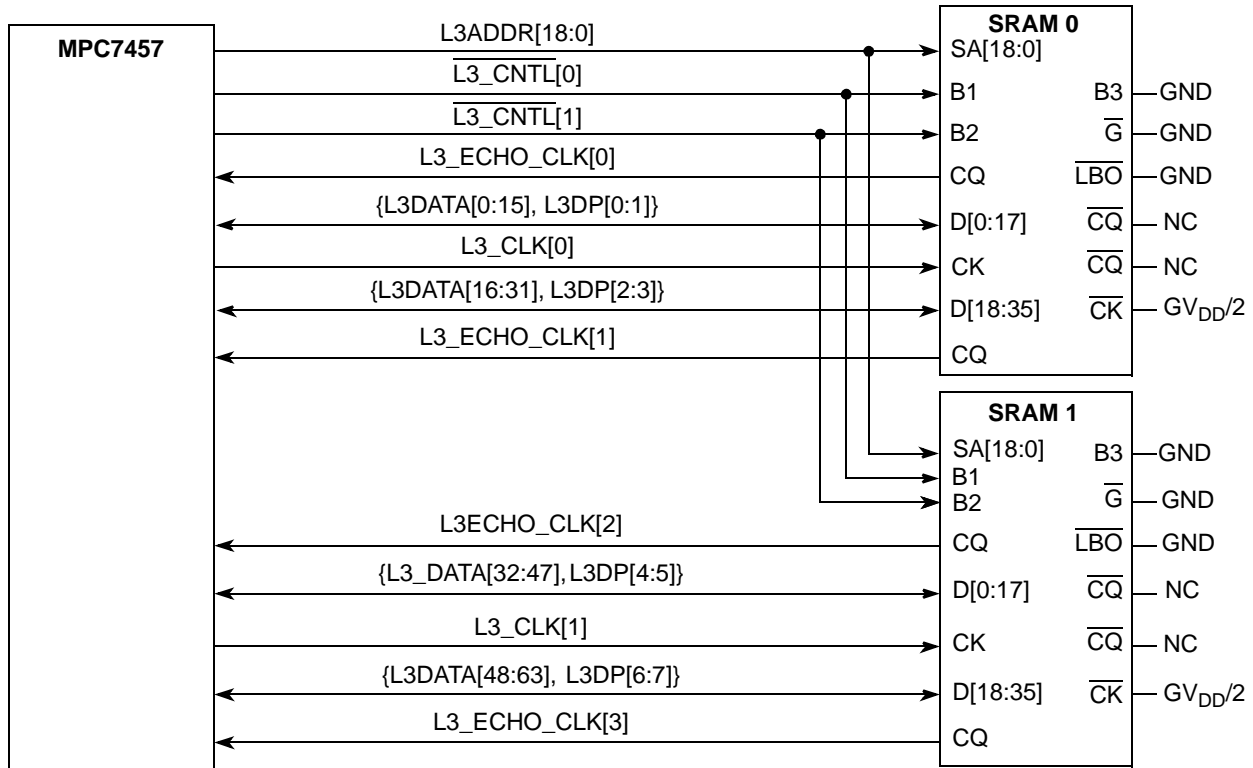 MPC7457
SRAM 0
L3ADDR[18:0]
SA[18:0]
L3_CNTL[0]
B1
B3
GND
L3_CNTL[1]
B2
G
GND
L3_ECHO_CLK[0]
CQ
LBO
GND
{L3DATA[0:15], L3DP[0:1]}
D[0:17]
CQ
NC
L3_CLK[0]
CK
CQ
NC
{L3DATA[16:31], L3DP[2:3]}
D[18:35]
CK
GVDD/2
L3_ECHO_CLK[1]
CQ
SRAM 1
SA[18:0]
B3
GND
B1
B2
G
GND
L3ECHO_CLK[2]
CQ
LBO
GND
{L3_DATA[32:47], L3DP[4:5]}
D[0:17]
CQ
NC
L3_CLK[1]
CK
CQ
NC
{L3DATA[48:63], L3DP[6:7]}
D[18:35]
CK
GVDD/2
L3_ECHO_CLK[3]
CQ